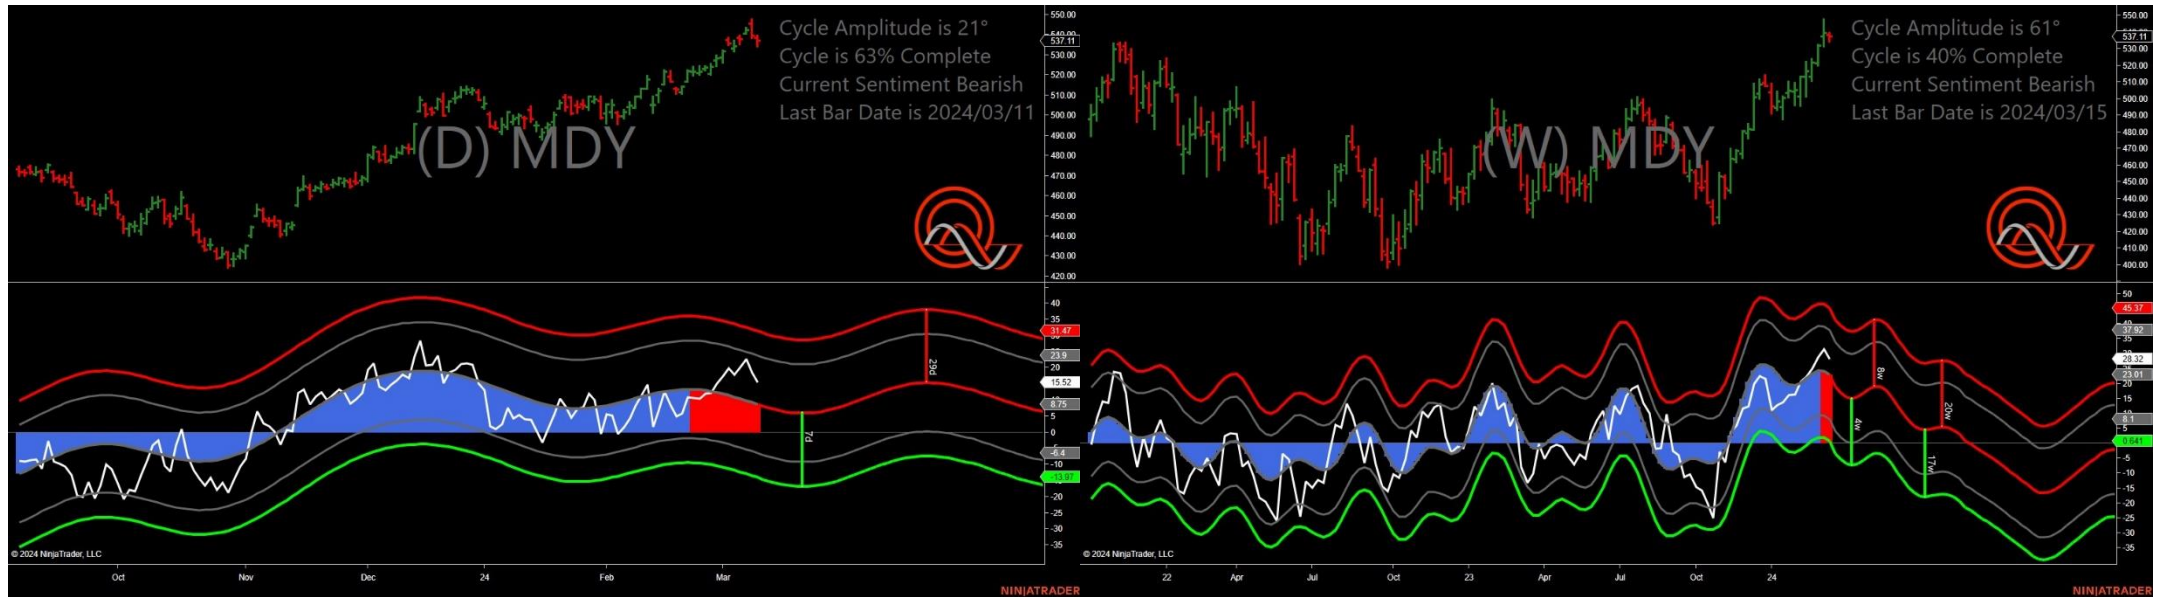 Cycle Amplitude is 21°
Cycle is 63% Complete
Current Sentiment Bearish
Last Bar Date is 2024/03/11
(D) MDY
550.00
537.11
530.00
520.00
510.00
500.00
490.00
480.00
470.00
460.00
450.00
440.00
430.00
420.00
40
35
31.47
23.9
20
15.52
8.75
5
0
-6.4
-10
-13.97
-20
-25
-30
-35
29d
7d
© 2024 NinjaTrader, LLC
Oct
Nov
Dec
24
Feb
Mar
NINJATRADER
Cycle Amplitude is 61°
Cycle is 40% Complete
Current Sentiment Bearish
Last Bar Date is 2024/03/15
(W) MDY
550.00
537.11
530.00
520.00
510.00
500.00
490.00
480.00
470.00
460.00
450.00
440.00
430.00
420.00
410.00
400.00
50
45.37
37.92
28.32
23.01
20
15
8.1
5
0.641
-5
-10
-15
-20
-25
-30
-35
8w
4w
20w
17w
© 2024 NinjaTrader, LLC
22
Apr
Jul
Oct
23
Apr
Jul
Oct
24
NINJATRADER